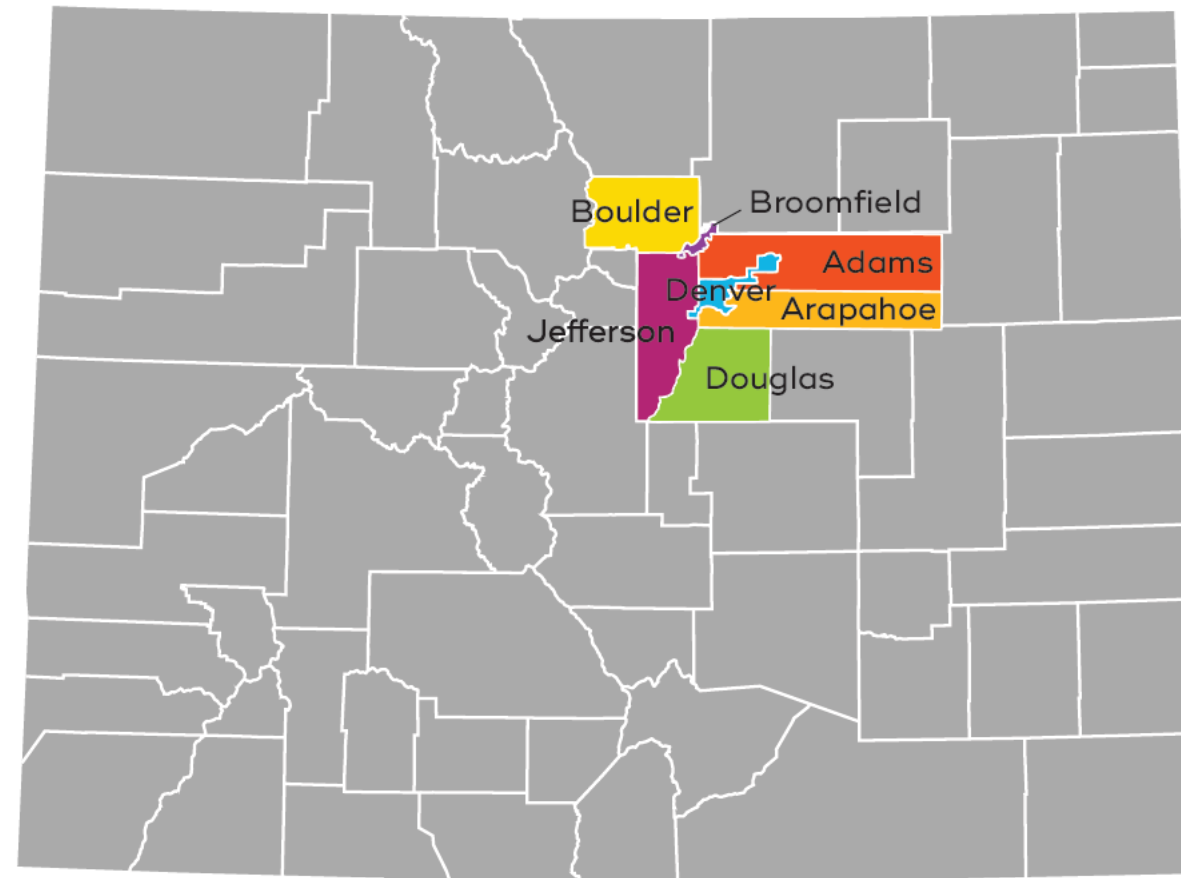 Broomfield
Boulder
Adams
Denver
Arapahoe
Jefferson
Douglas